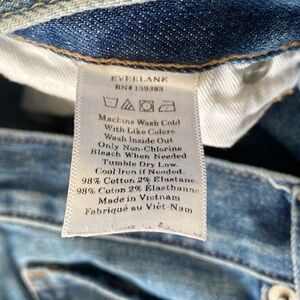 EVERLANE
RN# 139393
Machine Wash Cold
With Like Colors
Wash Inside Out
Only Non-Chlorine
Bleach When Needed
Tumble Dry Low.
Cool Iron if Needed.
98% Cotton 2% Elastane
98% Coton 2% Élasthanne
Made in Vietnam
Fabriqué au Viêt-Nam